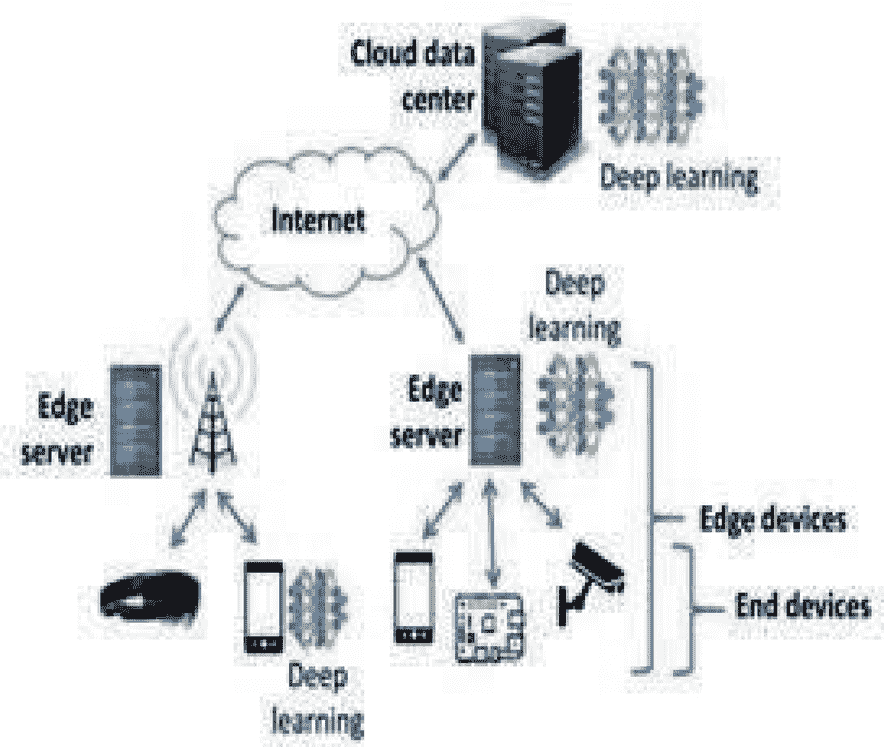 Cloud data
center
Deep learning
Internet
Deep
learning
Edge
server
Edge
server
Edge devices
End devices
Deep
learning